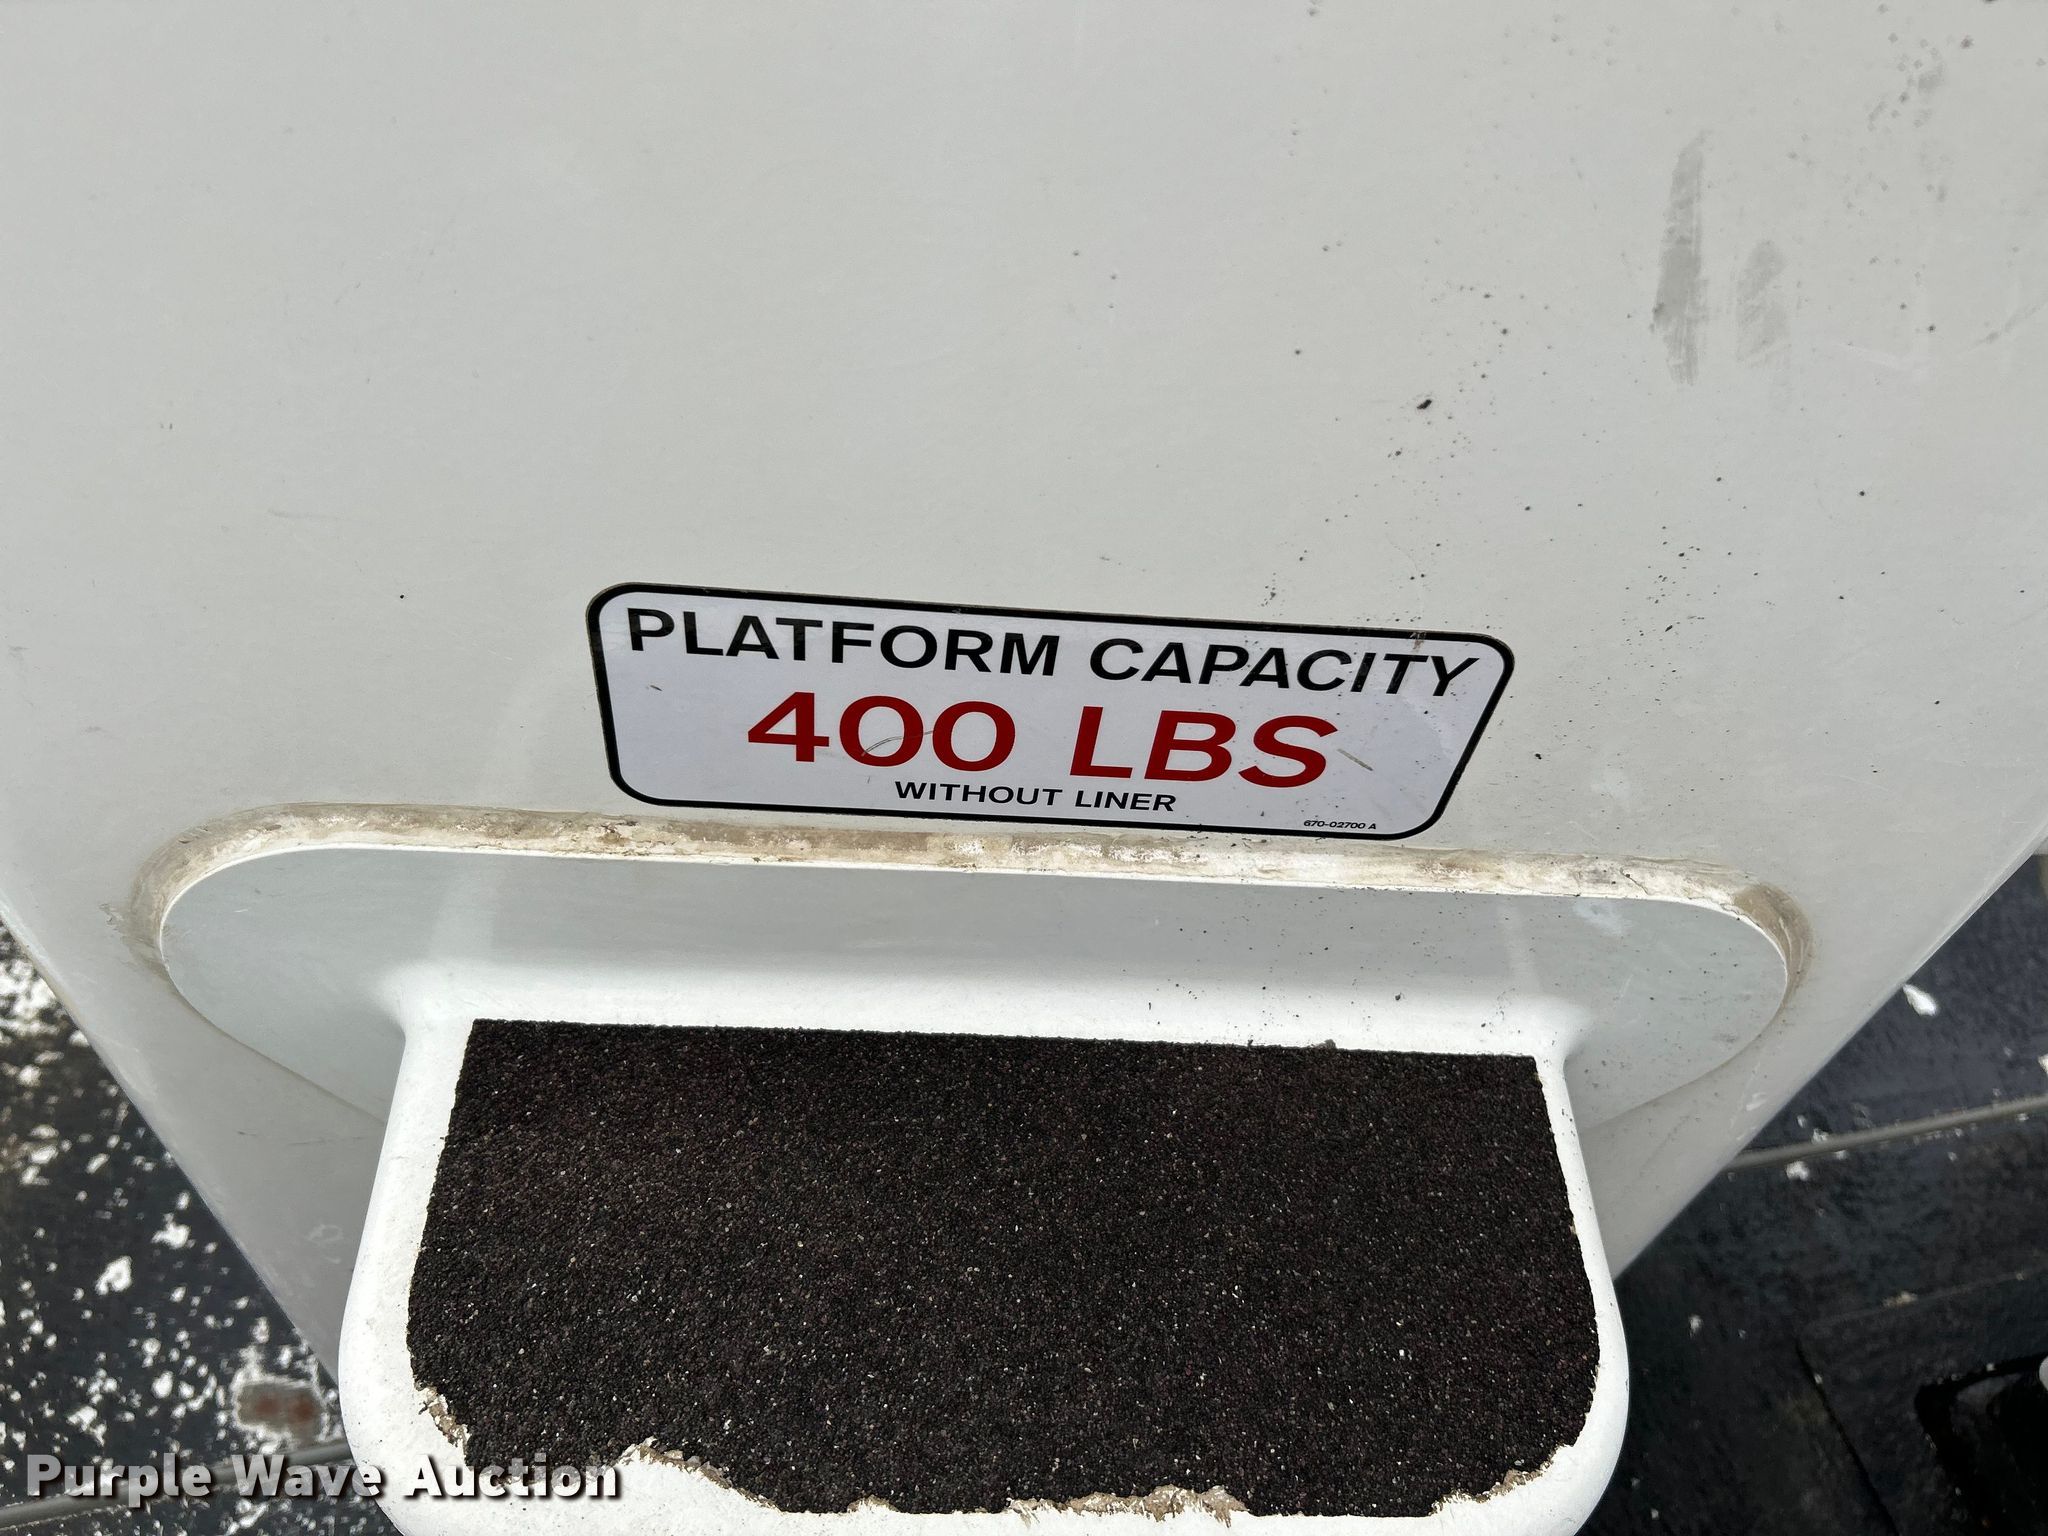 PLATFORM CAPACITY
400 LBS
WITHOUT LINER
670-02700 A
Purple Wave Auction